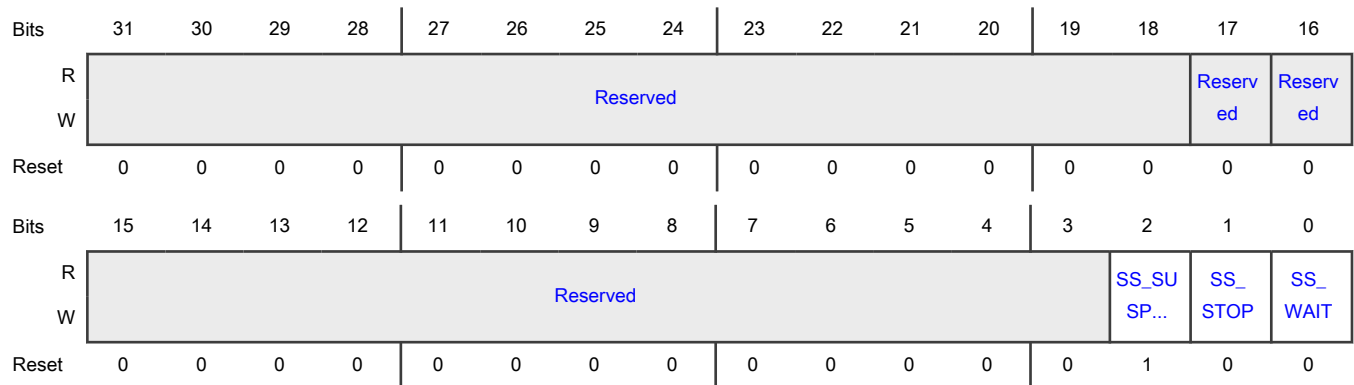 Bits 31 30 29 28 27 26 25 24 23 22 21 20 19 18 17 16
R
W
Reserved
Reserv
ed
Reserv
ed
Reset 0 0 0 0 0 0 0 0 0 0 0 0 0 0 0 0
Bits 15 14 13 12 11 10 9 8 7 6 5 4 3 2 1 0
R
W
Reserved
SS_SU
SP...
SS_
STOP
SS_
WAIT
Reset 0 0 0 0 0 0 0 0 0 0 0 0 0 1 0 0